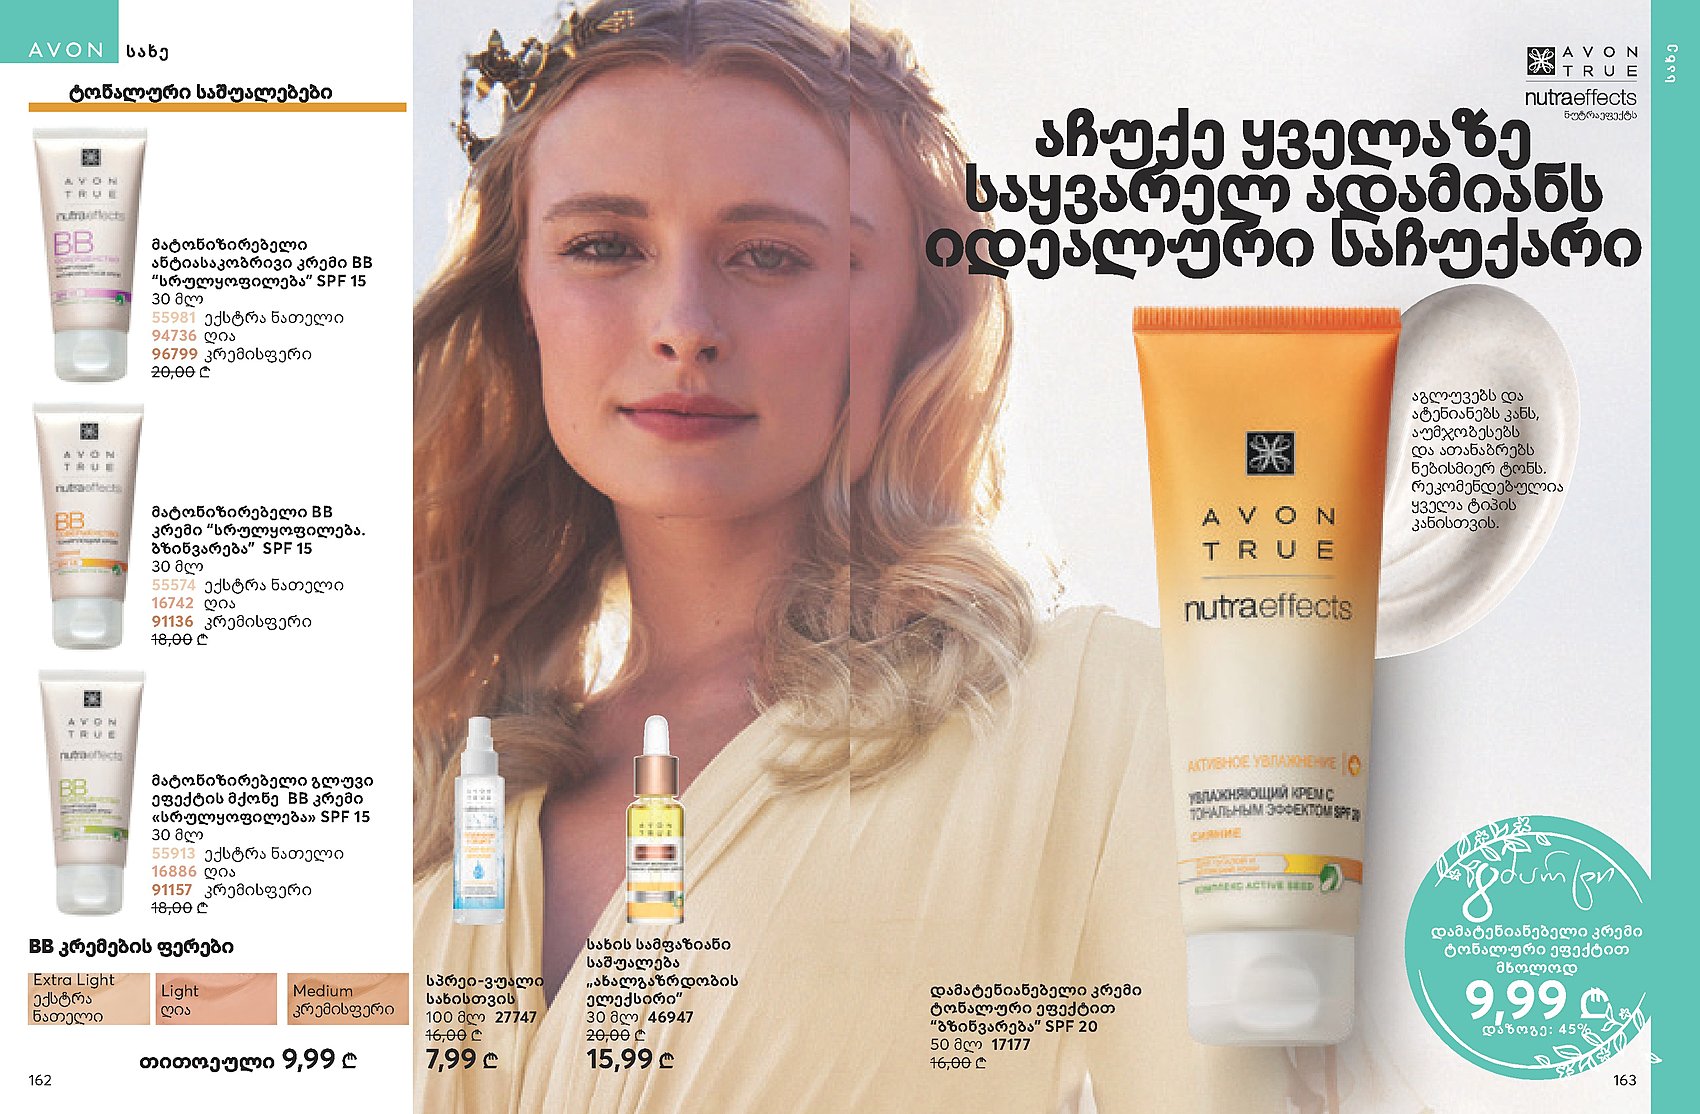 AVON სახე
ტონალური საშუალებები
AVON
TRUE
nutraeffects
BB
მატონიზირებელი
ანტიასაკობრივი კრემი BB
“სრულყოფილება” SPF 15
30 მლ
55981 ექსტრა ნათელი
94736 ღია
96799 კრემისფერი
20,00 ₾
AVON
TRUE
nutraeffects
BB
მატონიზირებელი BB
კრემი “სრულყოფილება.
ბზინვარება” SPF 15
30 მლ
55574 ექსტრა ნათელი
16742 ღია
91136 კრემისფერი
18,00 ₾
AVON
TRUE
nutraeffects
BB
მატონიზირებელი გლუვი
ეფექტის მქონე BB კრემი
«სრულყოფილება» SPF 15
30 მლ
55913 ექსტრა ნათელი
16886 ღია
91157 კრემისფერი
18,00 ₾
BB კრემების ფერები
Extra Light
ექსტრა
ნათელი
Light
ღია
Medium
კრემისფერი
თითოეული 9,99 ₾
162
AVON
TRUE
სპრეი-ვუალი
სახისთვის
100 მლ 27747
16,00 ₾
7,99 ₾
AVON
TRUE
სახის სამფაზიანი
საშუალება
„ახალგაზრდობის
ელექსირი”
30 მლ 46947
20,00 ₾
15,99 ₾
AVON
TRUE
nutraeffects
ნუტრაეფექტს
სახე
აჩუქე ყველაზე
საყვარელ ადამიანს
იდეალური საჩუქარი
აგლუვებს და
ატენიანებს კანს,
აუმჯობესებს
და ათანაბრებს
ნებისმიერ ტონს.
რეკომენდებულია
ყველა ტიპის
კანისთვის.
AVON
TRUE
nutraeffects
АКТИВНОЕ УВЛАЖНЕНИЕ
УВЛАЖНЯЮЩИЙ КРЕМ С
ТОНАЛЬНЫМ ЭФФЕКТОМ SPF 20
СИЯНИЕ
КОМПЛЕКС ACTIVE SEED
დამატენიანებელი კრემი
ტონალური ეფექტით
“ბზინვარება” SPF 20
50 მლ 17177
16,00 ₾
დამატენიანებელი კრემი
ტონალური ეფექტით
მხოლოდ
9,99 ₾
დაზოგე: 45%
163